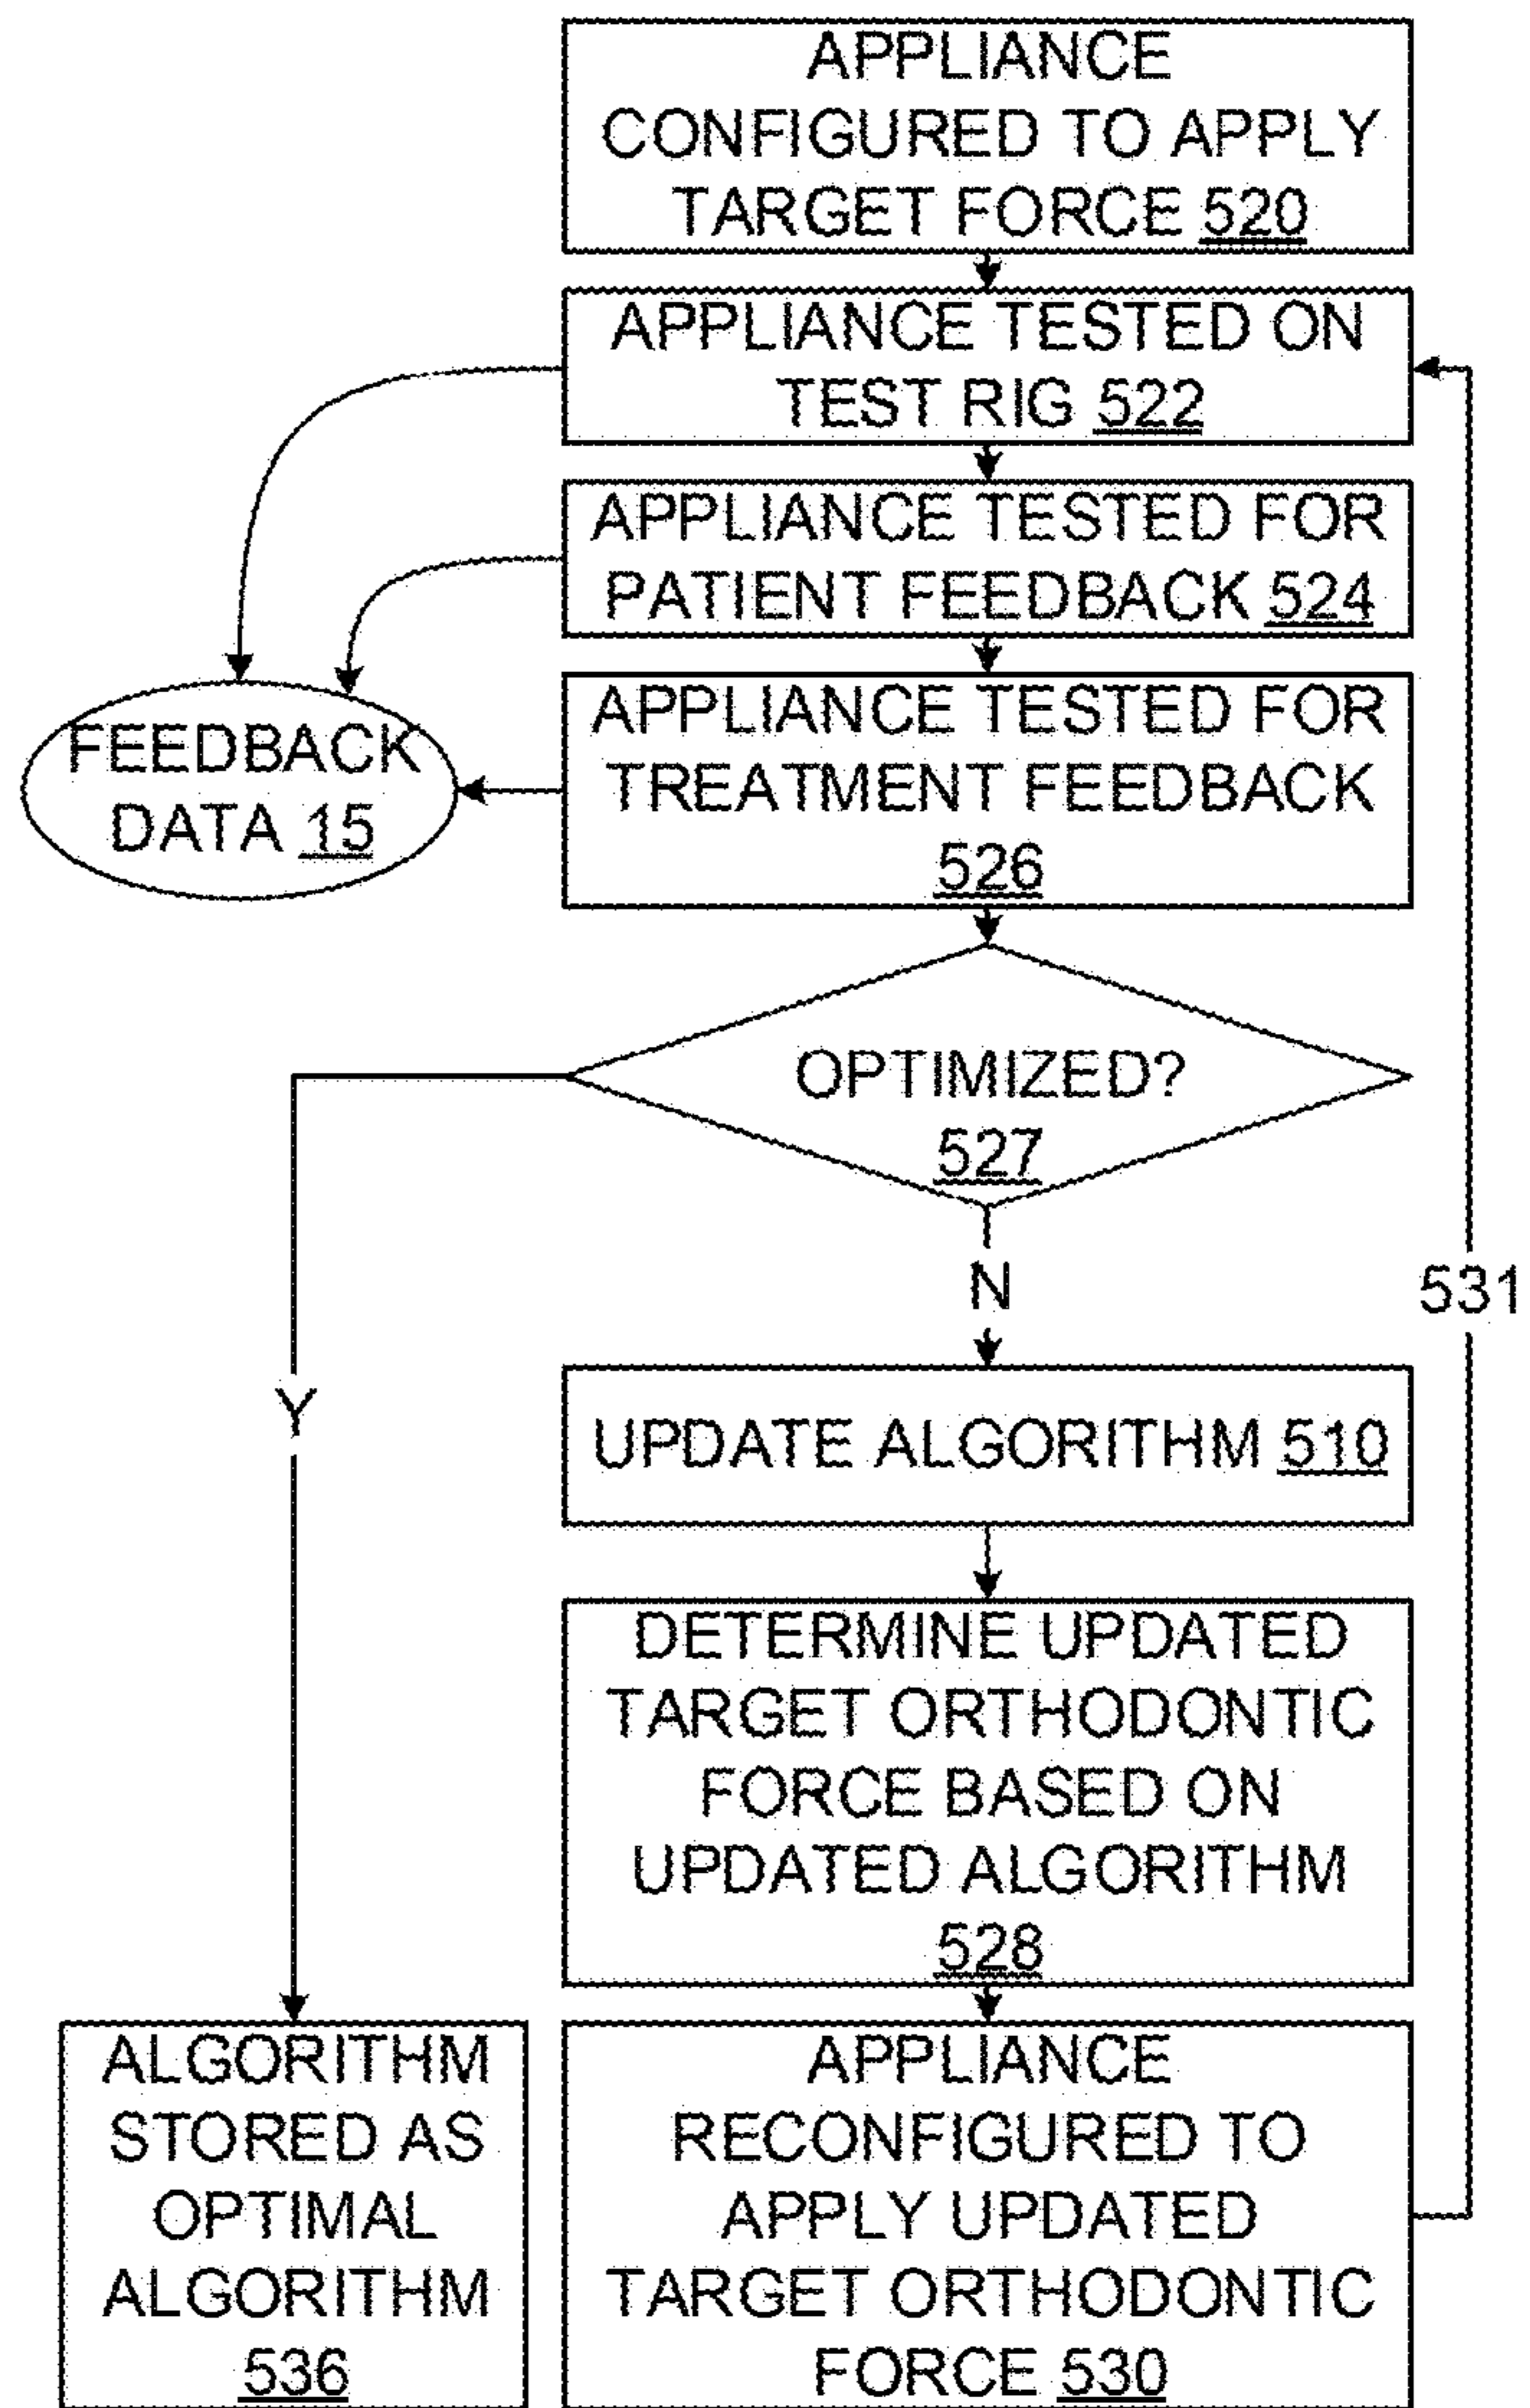 APPLIANCE
CONFIGURED TO APPLY
TARGET FORCE 520
APPLIANCE TESTED ON
TEST RIG 522
APPLIANCE TESTED FOR
PATIENT FEEDBACK 524
APPLIANCE TESTED FOR
TREATMENT FEEDBACK
526
FEEDBACK
DATA 15
OPTIMIZED?
527
N
531
Y
UPDATE ALGORITHM 510
DETERMINE UPDATED
TARGET ORTHODONTIC
FORCE BASED ON
UPDATED ALGORITHM
528
ALGORITHM
STORED AS
OPTIMAL
ALGORITHM
536
APPLIANCE
RECONFIGURED TO
APPLY UPDATED
TARGET ORTHODONTIC
FORCE 530